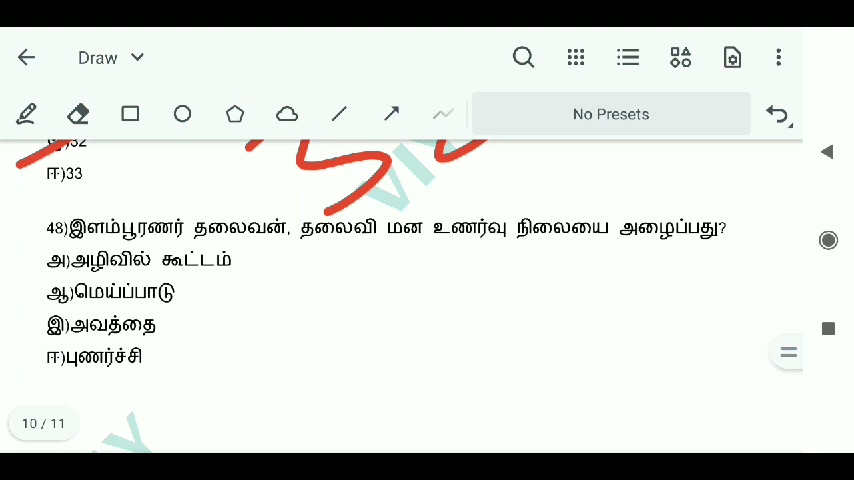 Draw
No Presets
இ)32
ஈ)33
48)இளம்பூரணர் தலைவன், தலைவி மன உணர்வு நிலையை அழைப்பது?
அ)அழிவில் கூட்டம்
ஆ)மெய்ப்பாடு
இ)அவத்தை
ஈ)புணர்ச்சி
10 / 11